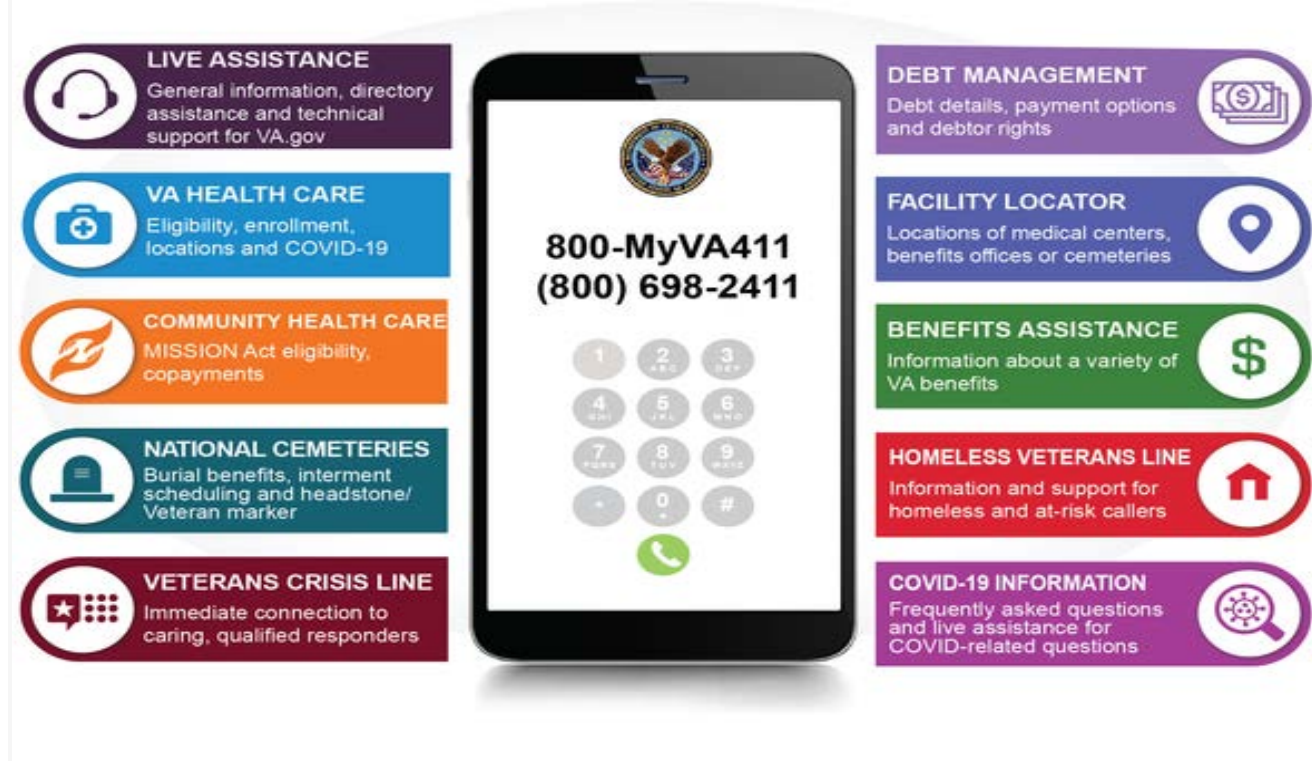 LIVE ASSISTANCE
General information, directory
assistance and technical
support for VA.gov
VA HEALTH CARE
Eligibility, enrollment,
locations and COVID-19
COMMUNITY HEALTH CARE
MISSION Act eligibility,
copayments
NATIONAL CEMETERIES
Burial benefits, interment
scheduling and headstone/
Veteran marker
VETERANS CRISIS LINE
Immediate connection to
caring, qualified responders
800-MyVA411
(800) 698-2411
1 2 3
ABC DEF
4 5 6
GHI JKL MNO
7 8 9
PQRS TUV WXYZ
0 #
DEBT MANAGEMENT
Debt details, payment options
and debtor rights
FACILITY LOCATOR
Locations of medical centers,
benefits offices or cemeteries
BENEFITS ASSISTANCE
Information about a variety of
VA benefits
$
HOMELESS VETERANS LINE
Information and support for
homeless and at-risk callers
COVID-19 INFORMATION
Frequently asked questions
and live assistance for
COVID-related questions